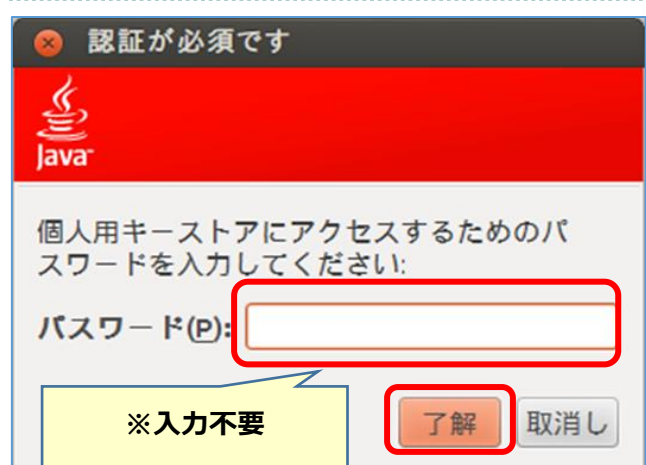 認証が必須です
Java
個人用キーストアにアクセスするためのパ
スワードを入力してください:
パスワード(P):
※入力不要
了解 取消し